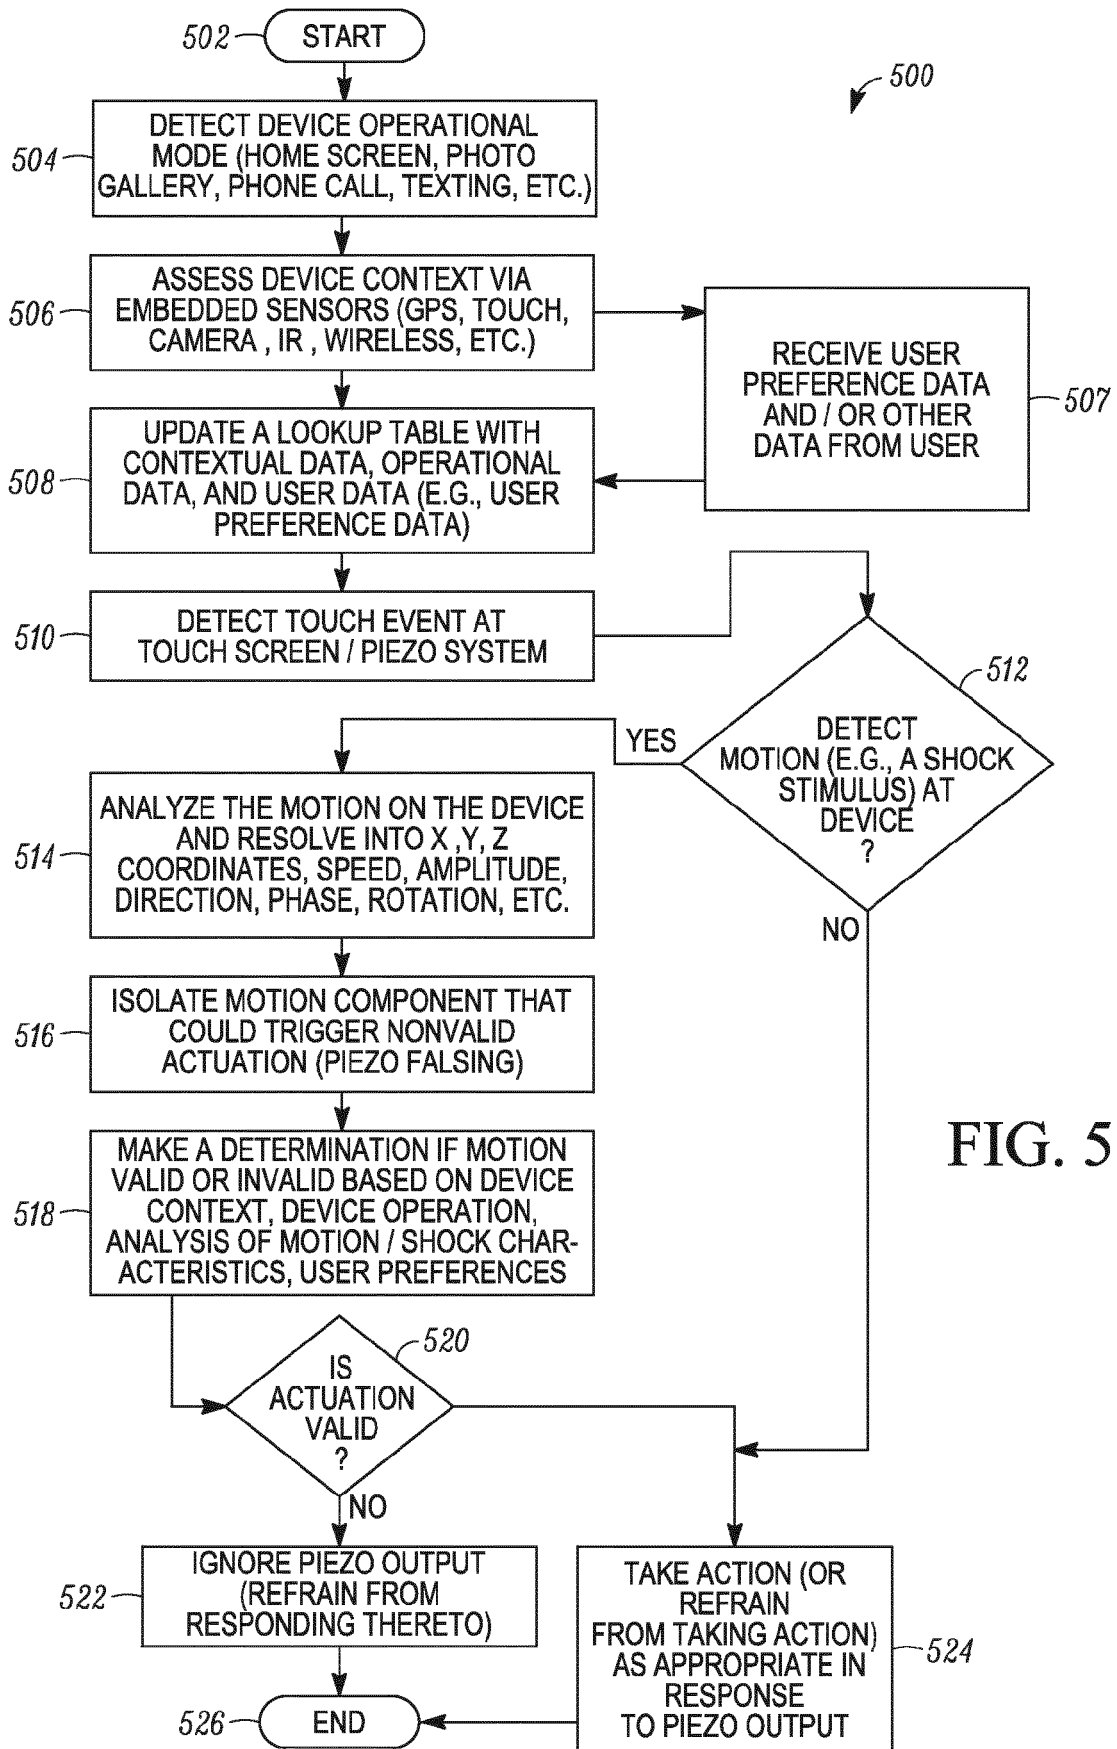 502
START
500
504
DETECT DEVICE OPERATIONAL
MODE (HOME SCREEN, PHOTO
GALLERY, PHONE CALL, TEXTING, ETC.)
506
ASSESS DEVICE CONTEXT VIA
EMBEDDED SENSORS (GPS, TOUCH,
CAMERA , IR , WIRELESS, ETC.)
RECEIVE USER
PREFERENCE DATA
AND / OR OTHER
DATA FROM USER
507
508
UPDATE A LOOKUP TABLE WITH
CONTEXTUAL DATA, OPERATIONAL
DATA, AND USER DATA (E.G., USER
PREFERENCE DATA)
510
DETECT TOUCH EVENT AT
TOUCH SCREEN / PIEZO SYSTEM
512
DETECT
MOTION (E.G., A SHOCK
STIMULUS) AT
DEVICE
?
YES
NO
514
ANALYZE THE MOTION ON THE DEVICE
AND RESOLVE INTO X ,Y, Z
COORDINATES, SPEED, AMPLITUDE,
DIRECTION, PHASE, ROTATION, ETC.
516
ISOLATE MOTION COMPONENT THAT
COULD TRIGGER NONVALID
ACTUATION (PIEZO FALSING)
FIG. 5
518
MAKE A DETERMINATION IF MOTION
VALID OR INVALID BASED ON DEVICE
CONTEXT, DEVICE OPERATION,
ANALYSIS OF MOTION / SHOCK CHAR-
ACTERISTICS, USER PREFERENCES
520
IS
ACTUATION
VALID
?
NO
522
IGNORE PIEZO OUTPUT
(REFRAIN FROM
RESPONDING THERETO)
TAKE ACTION (OR
REFRAIN
FROM TAKING ACTION)
AS APPROPRIATE IN
RESPONSE
TO PIEZO OUTPUT
524
526
END